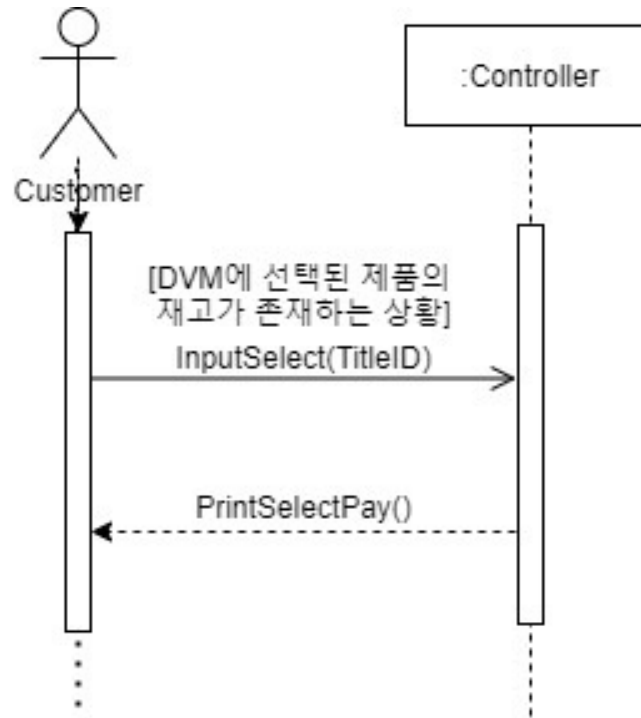 :Controller
Customer
[DVM에 선택된 제품의
재고가 존재하는 상황]
InputSelect(TitleID)
PrintSelectPay()